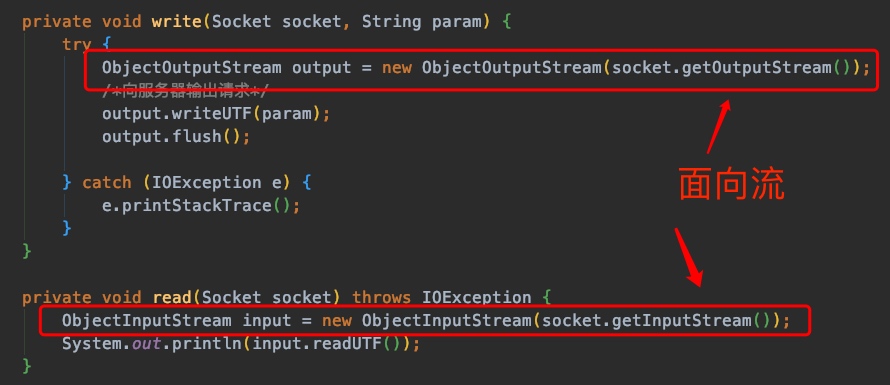 private void write(Socket socket, String param) {
try {
ObjectOutputStream output = new ObjectOutputStream(socket.getOutputStream());
/*向服务器输出请求*/
output.writeUTF(param);
output.flush();
} catch (IOException e) {
e.printStackTrace();
}
}
面向流
private void read(Socket socket) throws IOException {
ObjectInputStream input = new ObjectInputStream(socket.getInputStream());
System.out.println(input.readUTF());
}